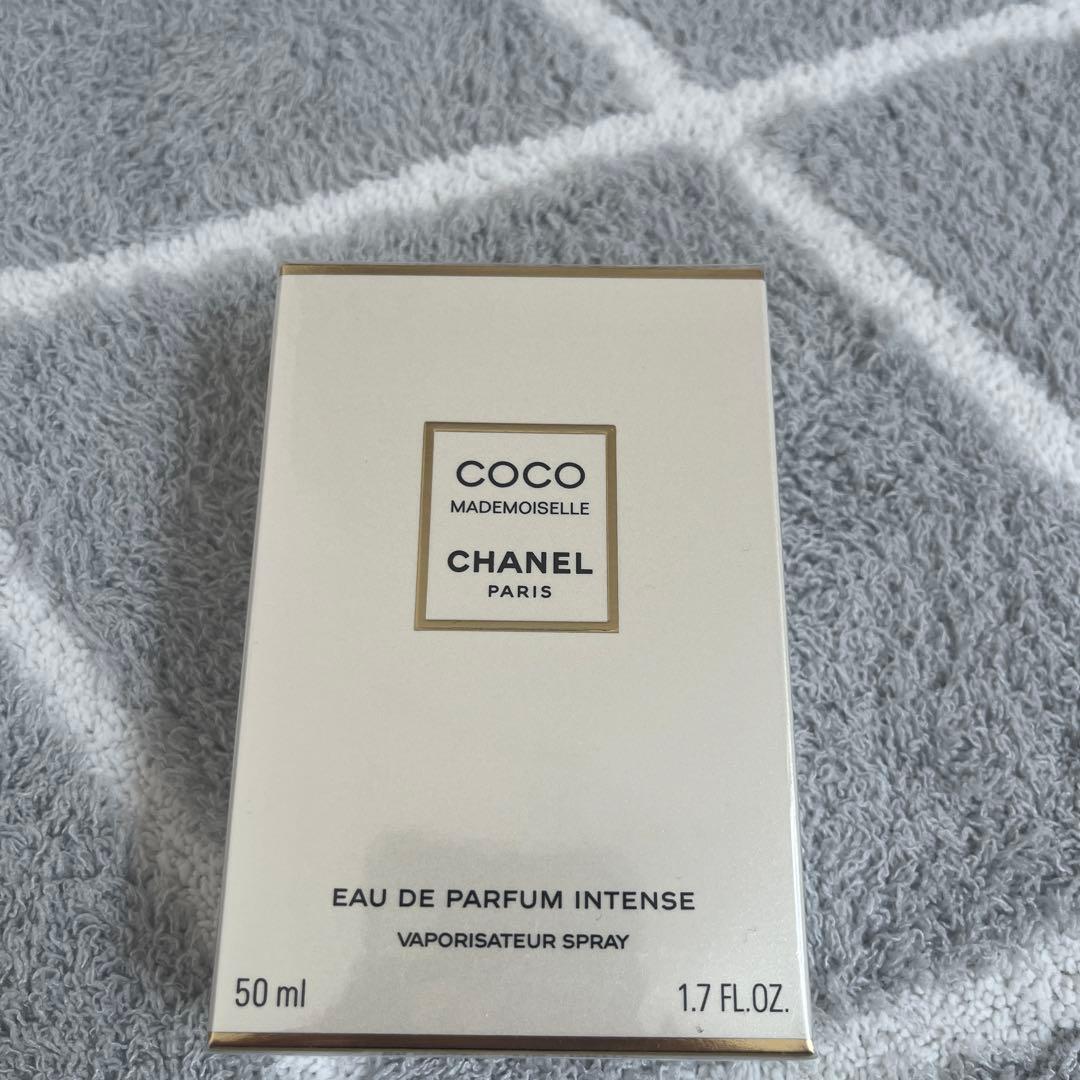 COCO
MADEMOISELLE
CHANEL
PARIS
EAU DE PARFUM INTENSE
VAPORISATEUR SPRAY
50 ml 1.7 FL.OZ.